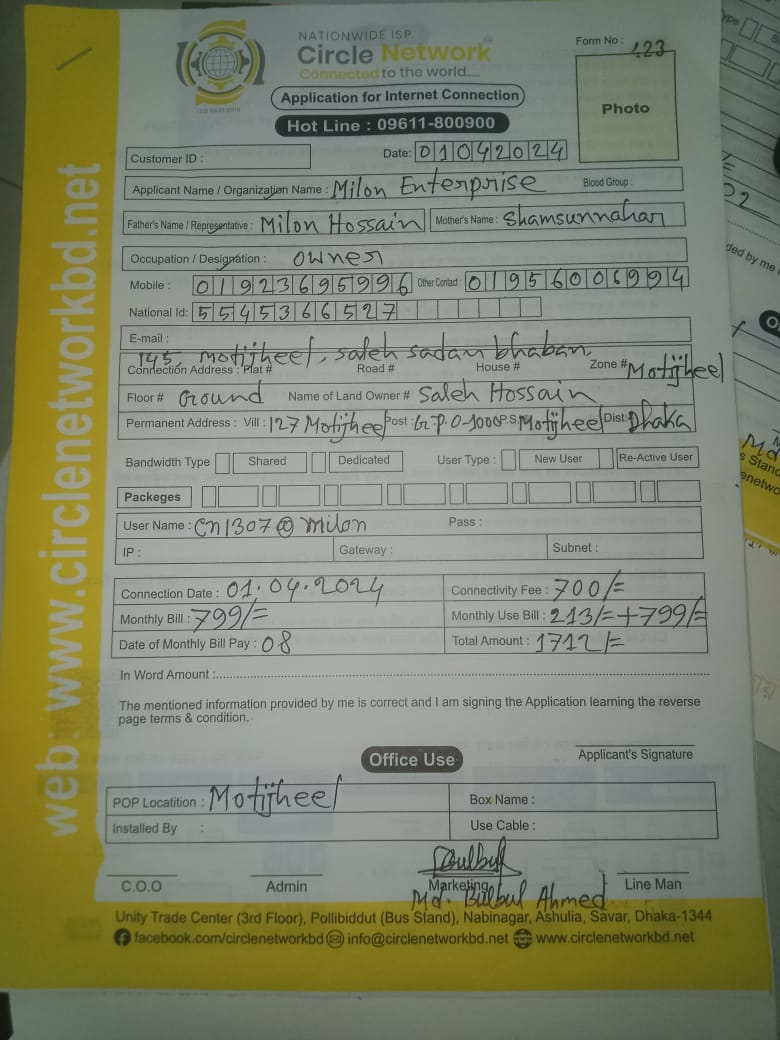 NATIONWIDE ISP
Circle Network
Connected to the world....
ISO 9001:2015
Form No : 123
Application for Internet Connection
Hot Line : 09611-800900
Photo
Customer ID :
Date: 01042024
Applicant Name / Organization Name : Milon Enterprise Blood Group :
Father's Name / Representative : Milon Hossain Mother's Name : Shamsunnahar
Occupation / Designation : owner
Mobile : 01923695996 Other Contact : 01956006994
National Id: 5545366527
E-mail :
145, motijheel, saleh sadan bhaban
Connection Address : Plat # Road # House # Zone # Motijheel
Floor # Ground Name of Land Owner # Saleh Hossain
Permanent Address : Vill : 127 Motijheel Post : G.P.O-1000 P.S Motijheel Dist: Dhaka
Bandwidth Type Shared Dedicated User Type : New User Re-Active User
Packeges
User Name : Cn1307@milon Pass :
IP : Gateway : Subnet :
Connection Date : 01.04.2024 Connectivity Fee : 700/=
Monthly Bill : 799/= Monthly Use Bill : 213/=+799/=
Date of Monthly Bill Pay : 08 Total Amount : 1712/=
In Word Amount :
The mentioned information provided by me is correct and I am signing the Application learning the reverse
page terms & condition.
Applicant's Signature
Office Use
POP Locatition : Motijheel Box Name :
Installed By : Use Cable :
Bulbul
C.O.O Admin Marketing Line Man
Md. Bulbul Ahmed
Unity Trade Center (3rd Floor), Pollibiddut (Bus Stand), Nabinagar, Ashulia, Savar, Dhaka-1344
facebook.com/circlenetworkbd info@circlenetworkbd.net www.circlenetworkbd.net
web : www.circlenetworkbd.net